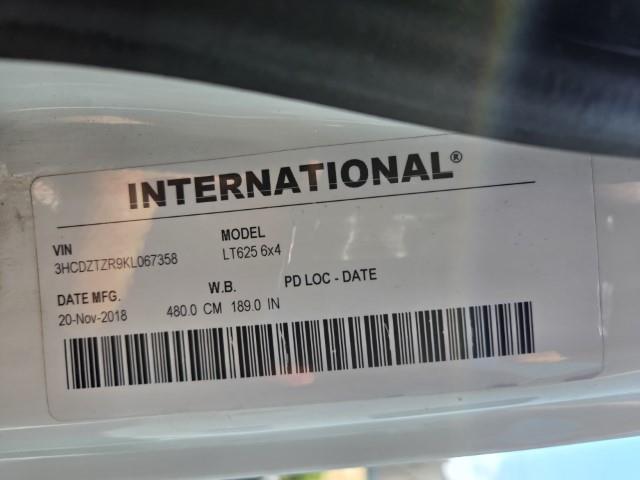 INTERNATIONAL®
VIN MODEL
3HCDZTZR9KL067358 LT625 6x4
DATE MFG. W.B. PD LOC - DATE
20-Nov-2018 480.0 CM 189.0 IN